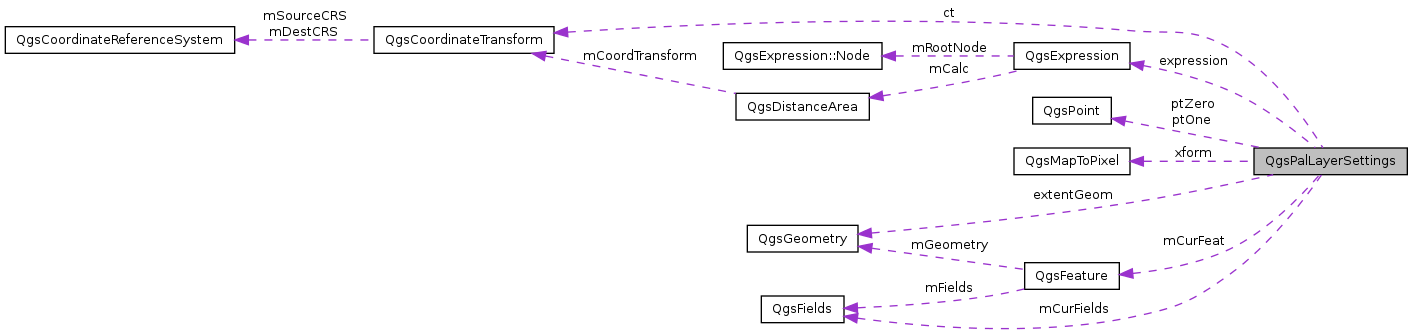 mSourceCRS
mDestCRS
ct
QgsCoordinateReferenceSystem
QgsCoordinateTransform
mCoordTransform
QgsExpression::Node
mRootNode
QgsExpression
expression
mCalc
QgsDistanceArea
QgsPoint
ptZero
ptOne
QgsMapToPixel
xform
QgsPalLayerSettings
extentGeom
QgsGeometry
mGeometry
mCurFeat
QgsFeature
mFields
QgsFields
mCurFields